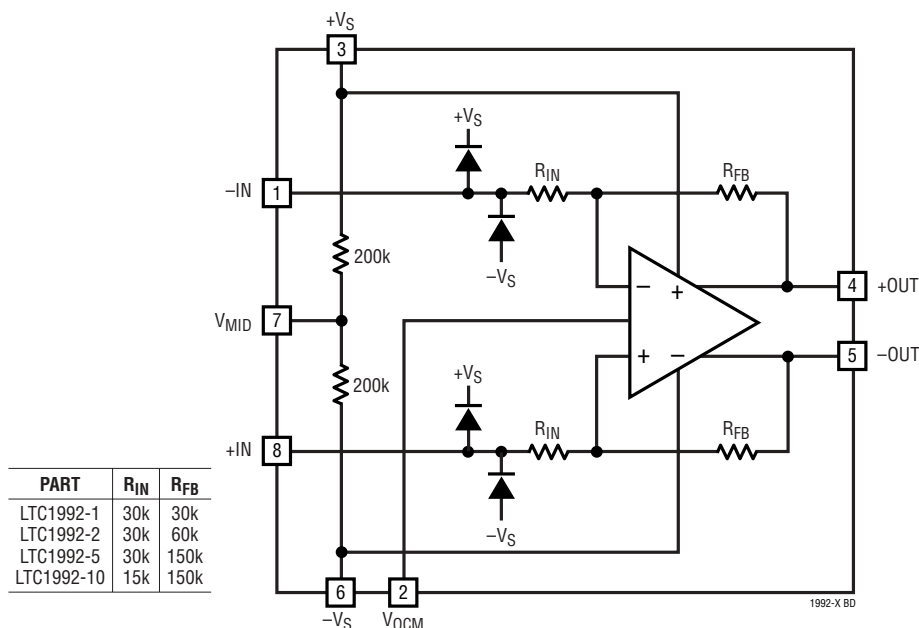 +VS
3
+VS
–IN
1
RIN
RFB
–VS
200k
– +
4
+OUT
VMID
7
5
–OUT
+ –
200k
+VS
RIN
RFB
+IN
8
–VS
PART RIN RFB
LTC1992-1 30k 30k
LTC1992-2 30k 60k
LTC1992-5 30k 150k
LTC1992-10 15k 150k
6
2
1992-X BD
–VS
VOCM